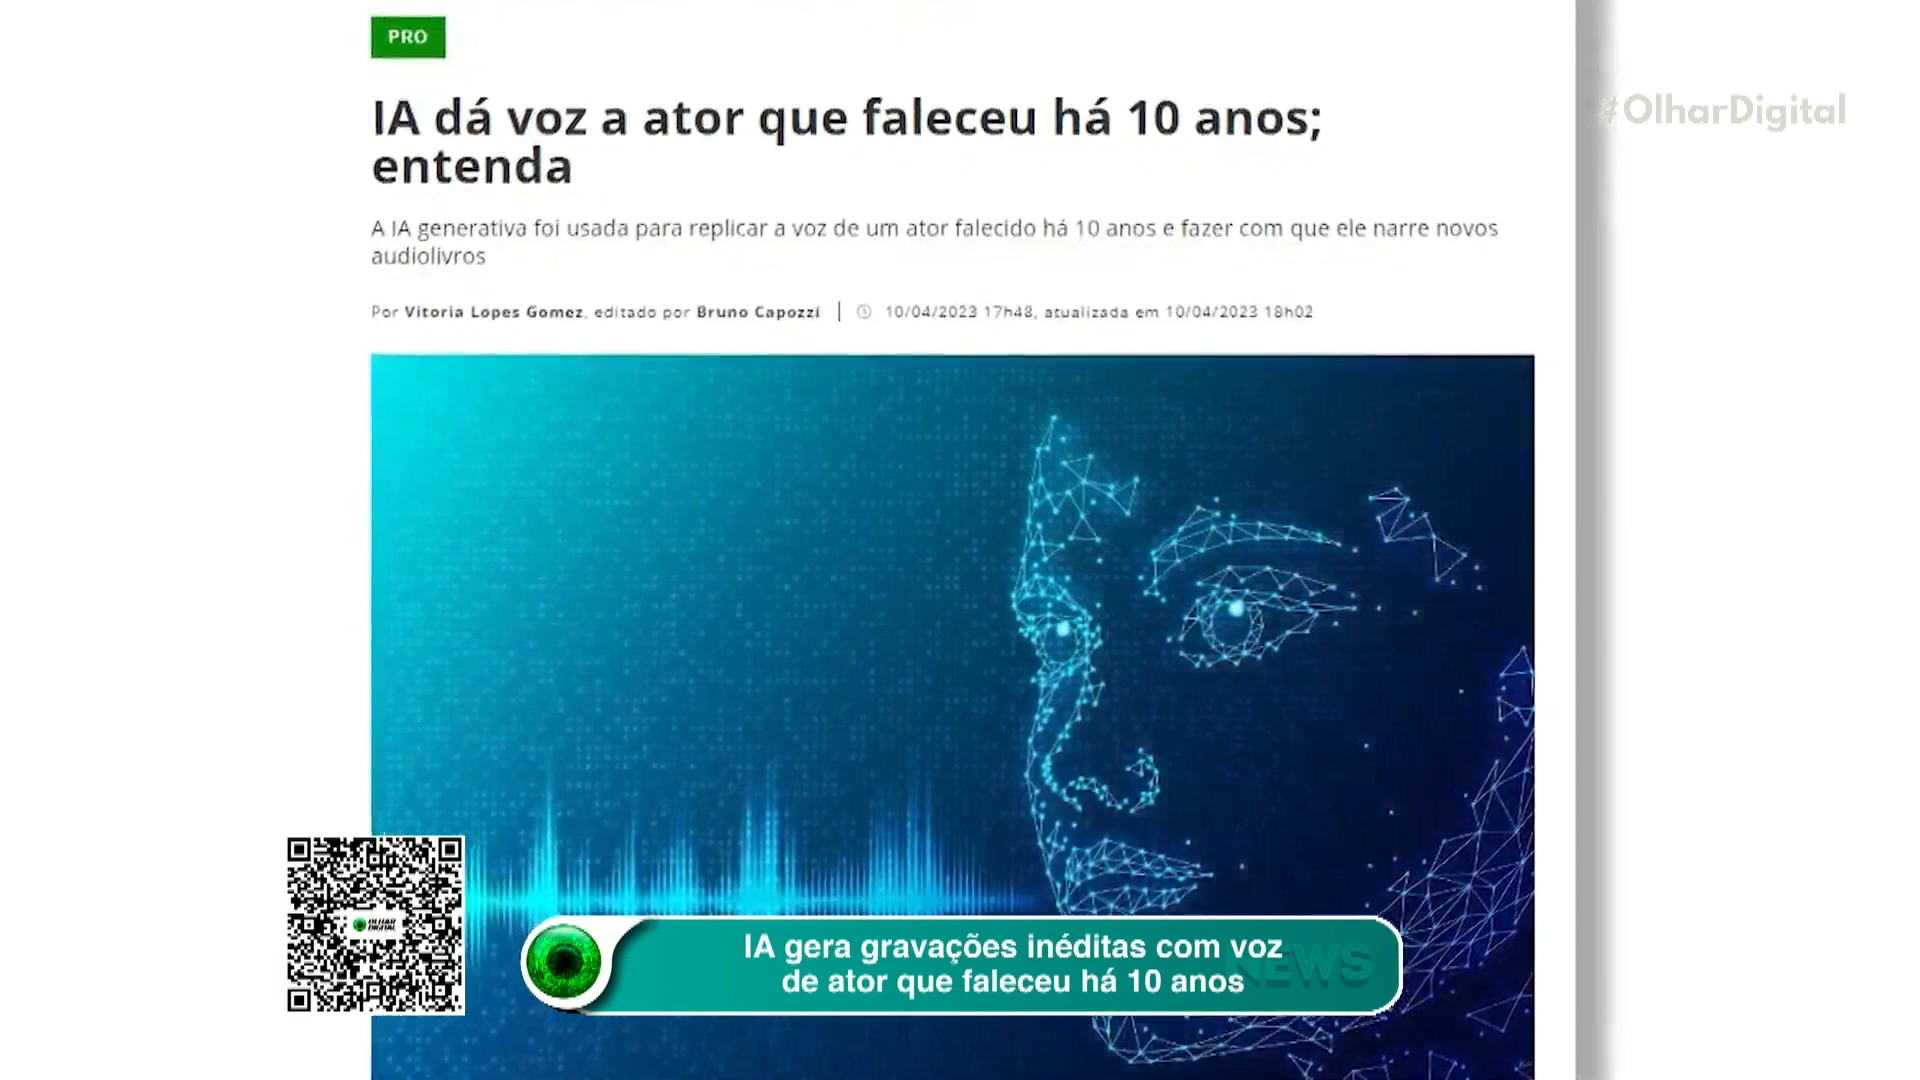 PRO
#OlharDigital
IA dá voz a ator que faleceu há 10 anos;
entenda
A IA generativa foi usada para replicar a voz de um ator falecido há 10 anos e fazer com que ele narre novos
audiolivros
Por Vitoria Lopes Gomez, editado por Bruno Capozzi | 10/04/2023 17h48, atualizada em 10/04/2023 18h02
OLHAR
DIGITAL
IA gera gravações inéditas com voz
de ator que faleceu há 10 anos
NEWS